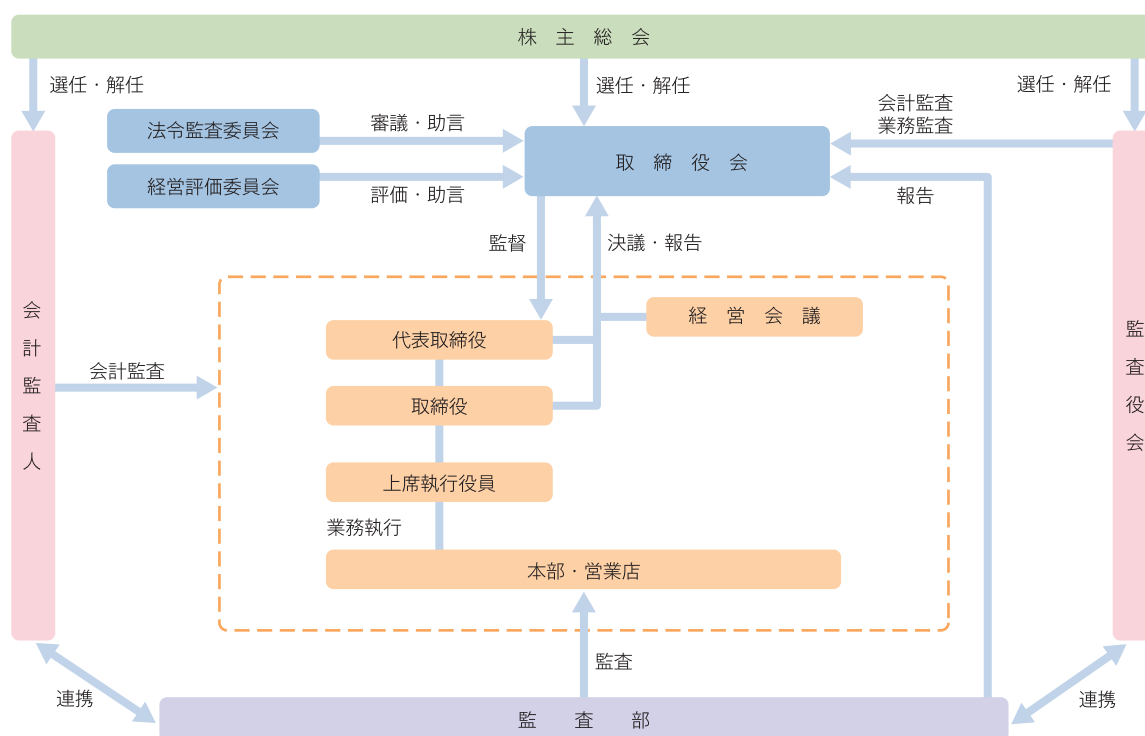 株主総会
選任・解任
選任・解任
選任・解任
法令監査委員会
審議・助言
会計監査
業務監査
取締役会
経営評価委員会
評価・助言
報告
監督
決議・報告
経営会議
代表取締役
会計監査人
会計監査
監査役会
取締役
上席執行役員
業務執行
本部・営業店
監査
連携
連携
監査部